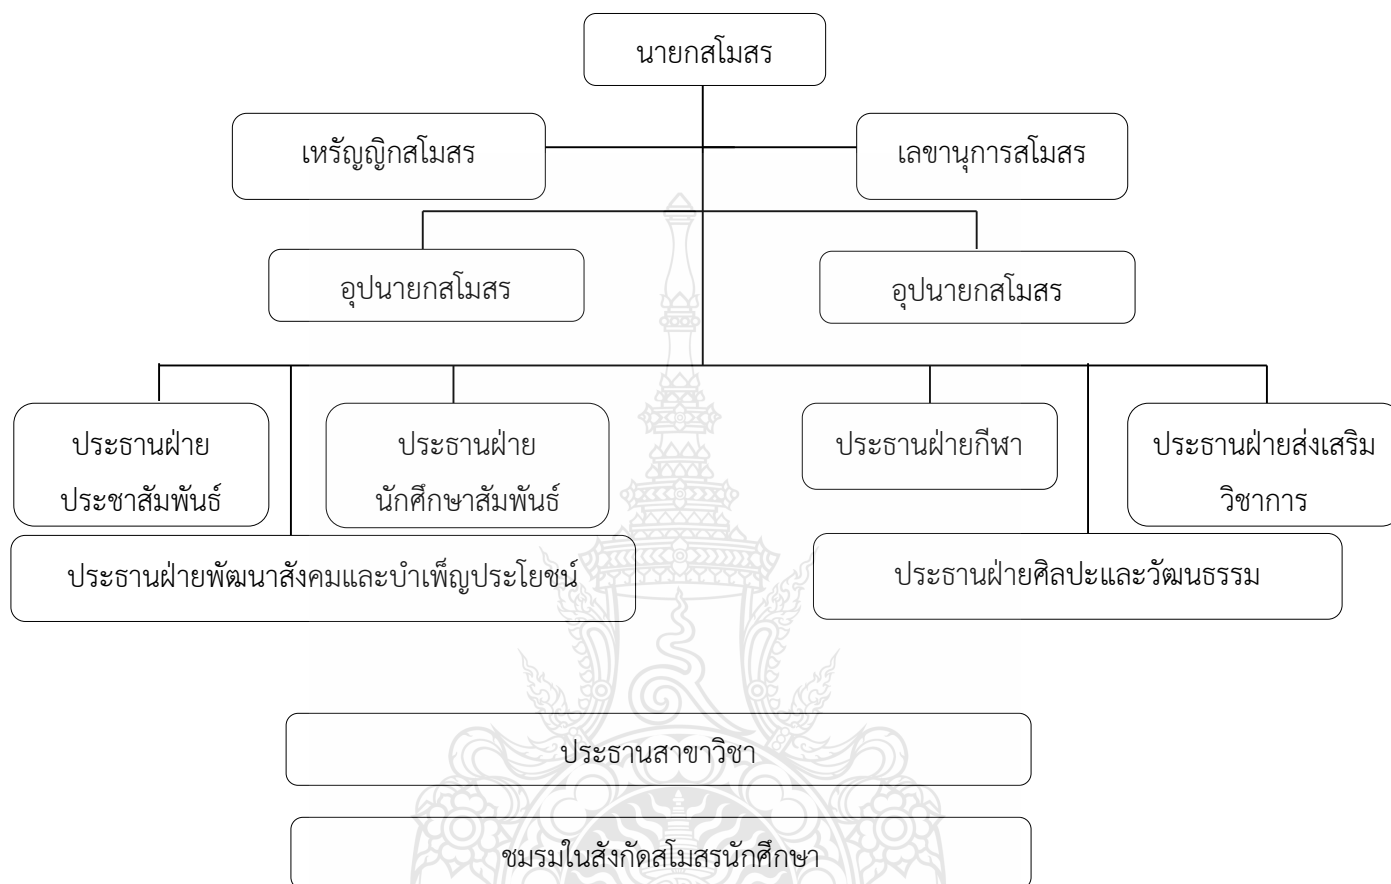 นายกสโมสร
เหรัญญิกสโมสร
เลขานุการสโมสร
อุปนายกสโมสร
อุปนายกสโมสร
ประธานฝ่าย
ประชาสัมพันธ์
ประธานฝ่าย
นักศึกษาสัมพันธ์
ประธานฝ่ายกีฬา
ประธานฝ่ายส่งเสริม
วิชาการ
ประธานฝ่ายพัฒนาสังคมและบำเพ็ญประโยชน์
ประธานฝ่ายศิลปะและวัฒนธรรม
ประธานสาขาวิชา
ชมรมในสังกัดสโมสรนักศึกษา